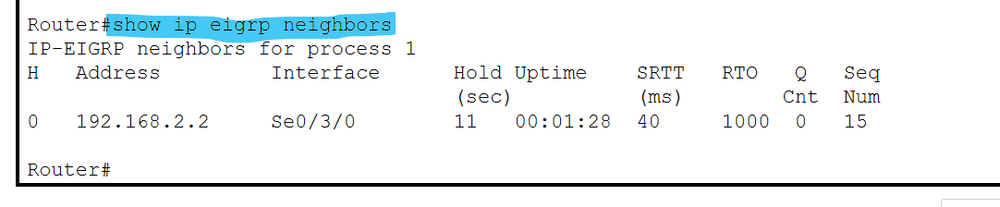 Router#show ip eigrp neighbors
IP-EIGRP neighbors for process 1
H   Address         Interface      Hold Uptime    SRTT   RTO   Q   Seq
                                   (sec)          (ms)        Cnt  Num
0   192.168.2.2     Se0/3/0        11   00:01:28  40     1000  0   15
Router#